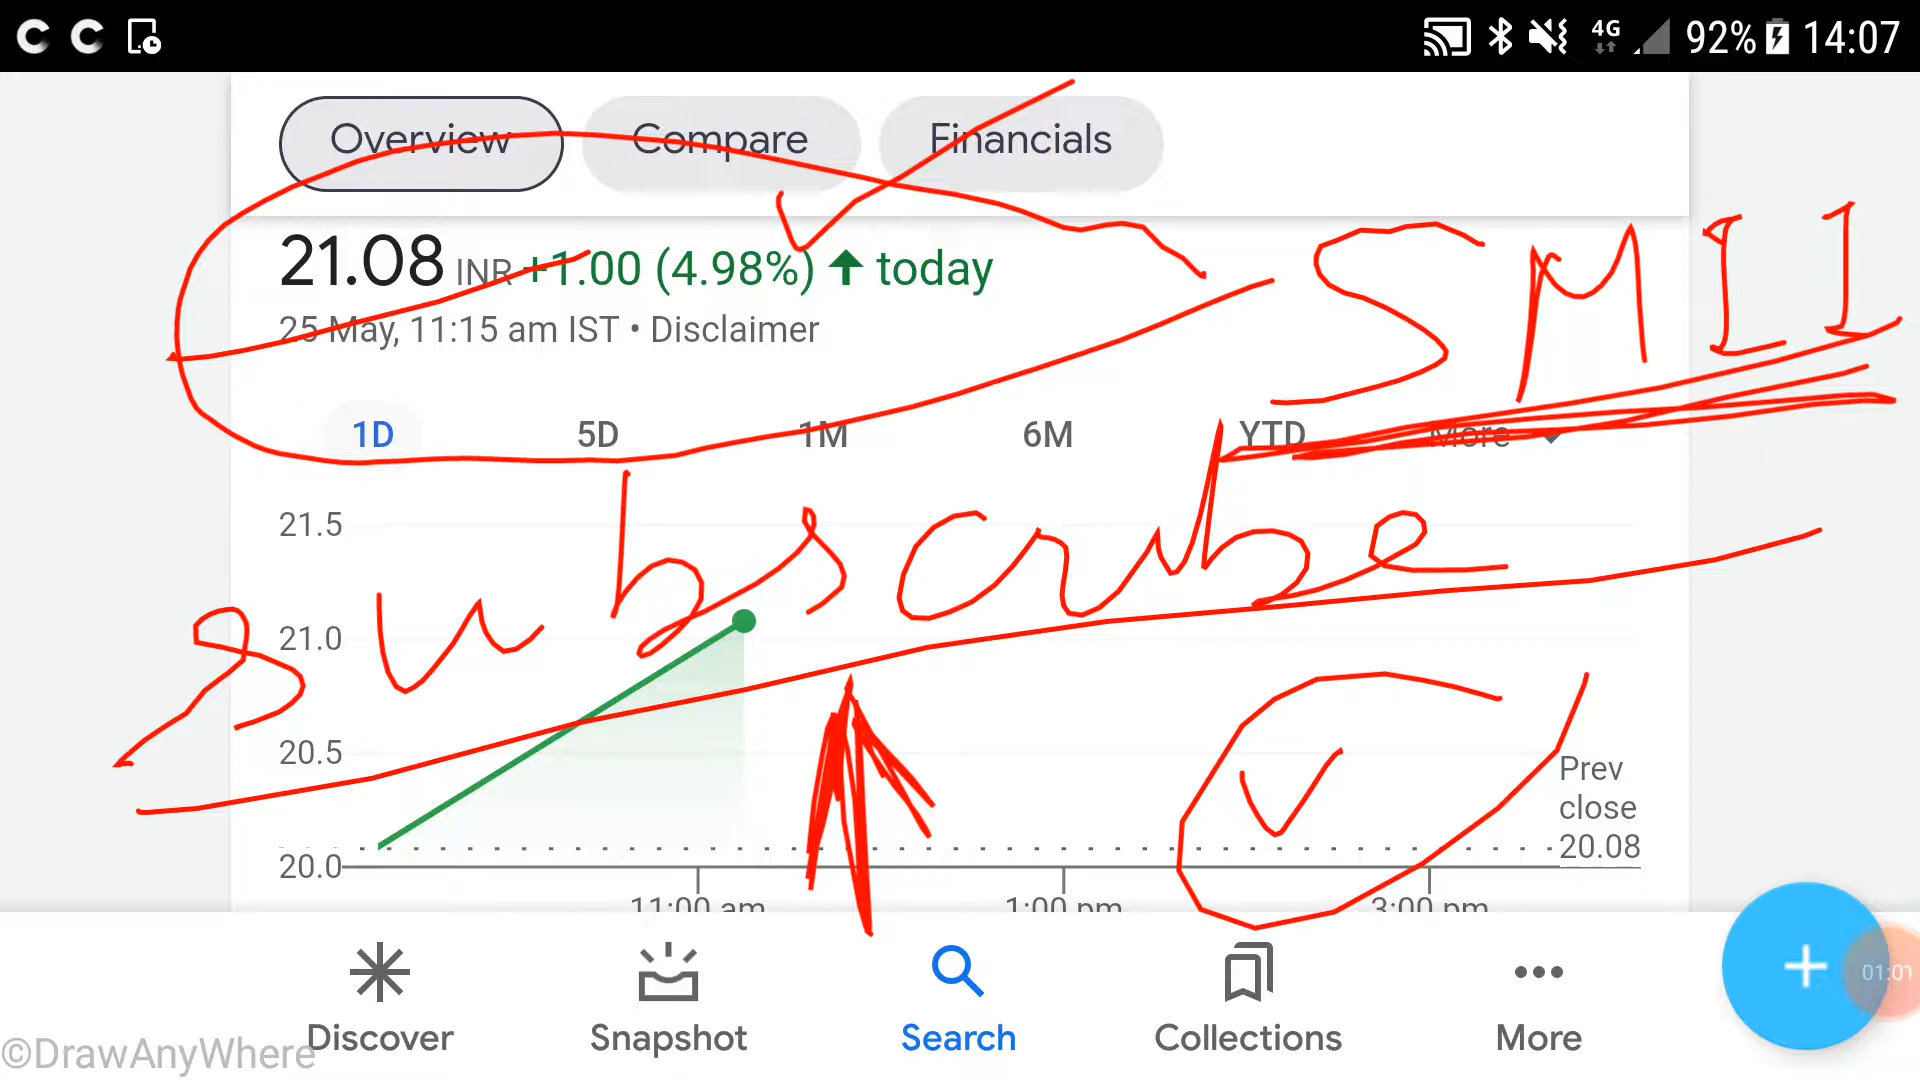 92% 14:07
Overview Compare Financials
21.08 INR +1.00 (4.98%) today
SMII
25 May, 11:15 am IST • Disclaimer
1D 5D 1M 6M YTD More
subscribe
21.5
21.0
20.5
Prev
close
20.08
20.0
11:00 am 1:00 pm 3:00 pm
Discover Snapshot Search Collections More
01:01
©DrawAnyWhere
4G